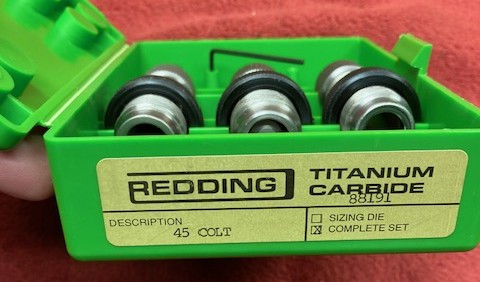 REDDING
TITANIUM
CARBIDE
88191
DESCRIPTION
45 COLT
SIZING DIE
COMPLETE SET